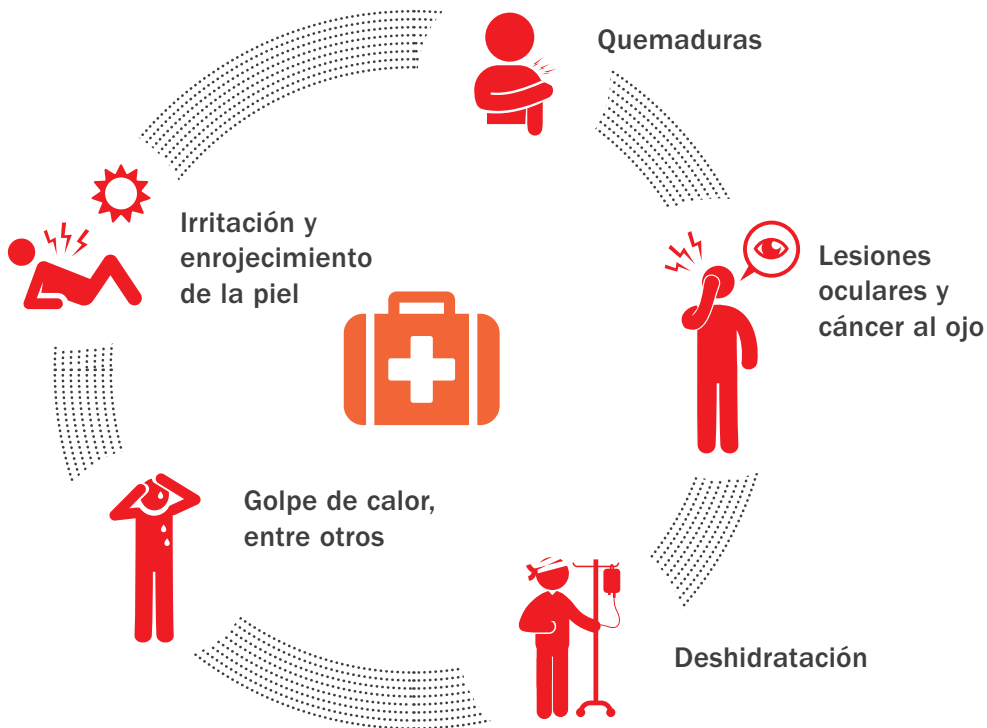 Quemaduras
Irritación y
enrojecimiento
de la piel
Lesiones
oculares y
cáncer al ojo
Golpe de calor,
entre otros
Deshidratación